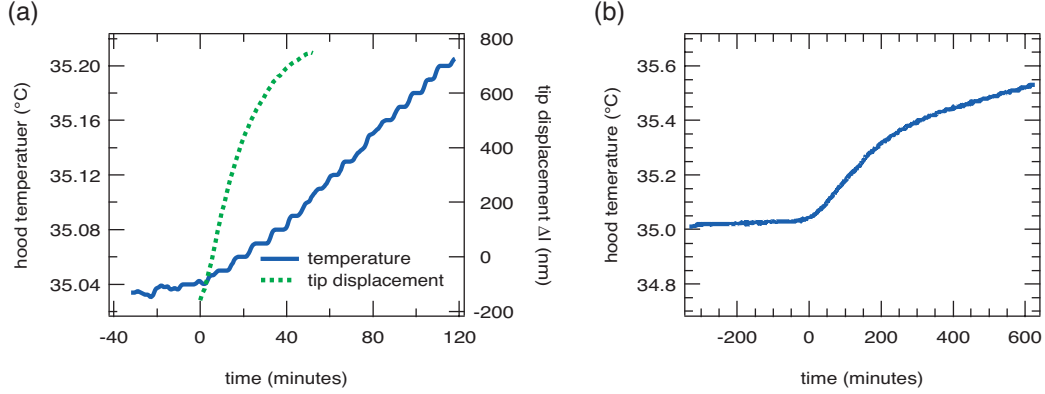 (a)
hood temperatuer (°C)
35.20
35.16
35.12
35.08
35.04
800
600
400
200
0
-200
tip displacement Δl (nm)
temperature
tip displacement
-40
0
40
80
120
time (minutes)
(b)
hood temerature (°C)
35.6
35.4
35.2
35.0
34.8
-200
0
200
400
600
time (minutes)